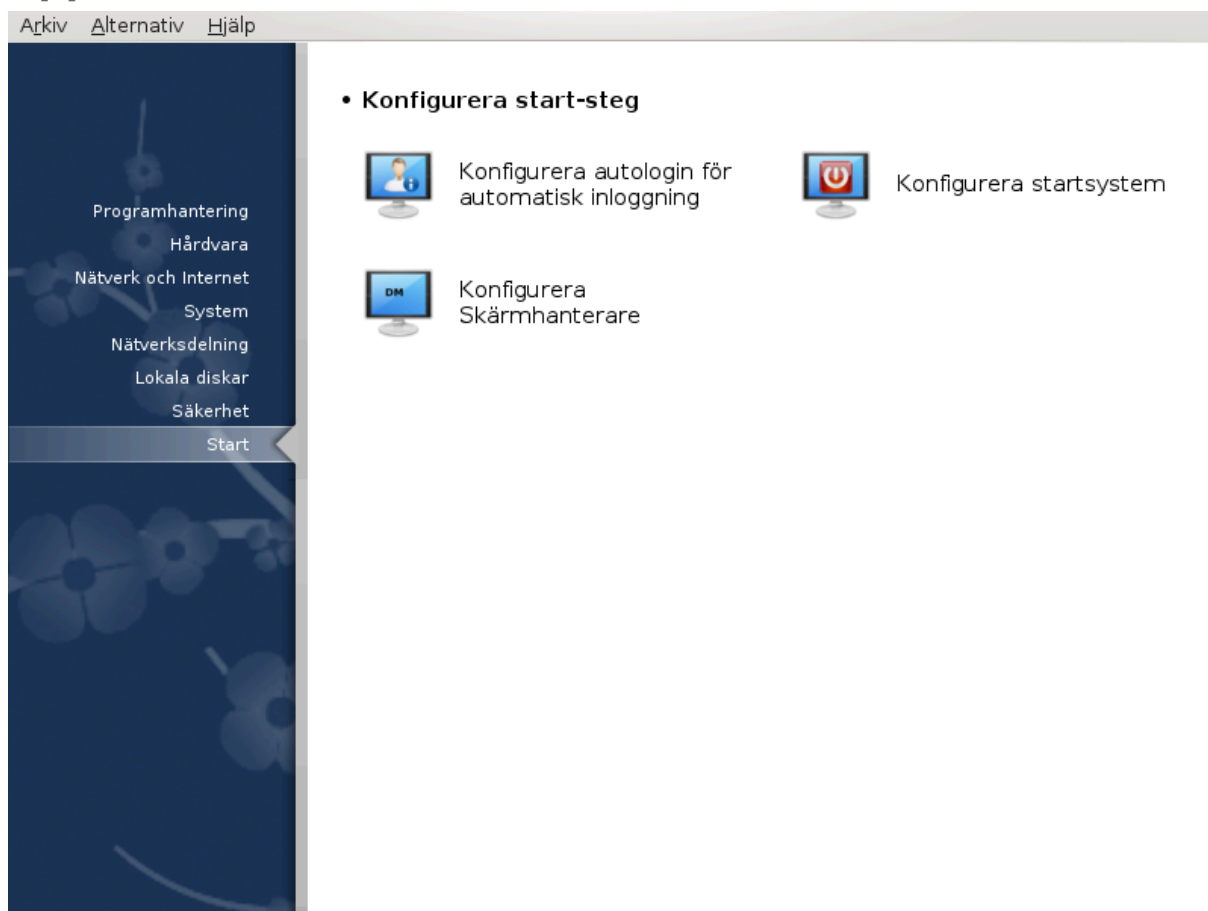 Arkiv Alternativ Hjälp
Programhantering
Hårdvara
Nätverk och Internet
System
Nätverksdelning
Lokala diskar
Säkerhet
Start
• Konfigurera start-steg
Konfigurera autologin för
automatisk inloggning
Konfigurera startsystem
DM
Konfigurera
Skärmhanterare